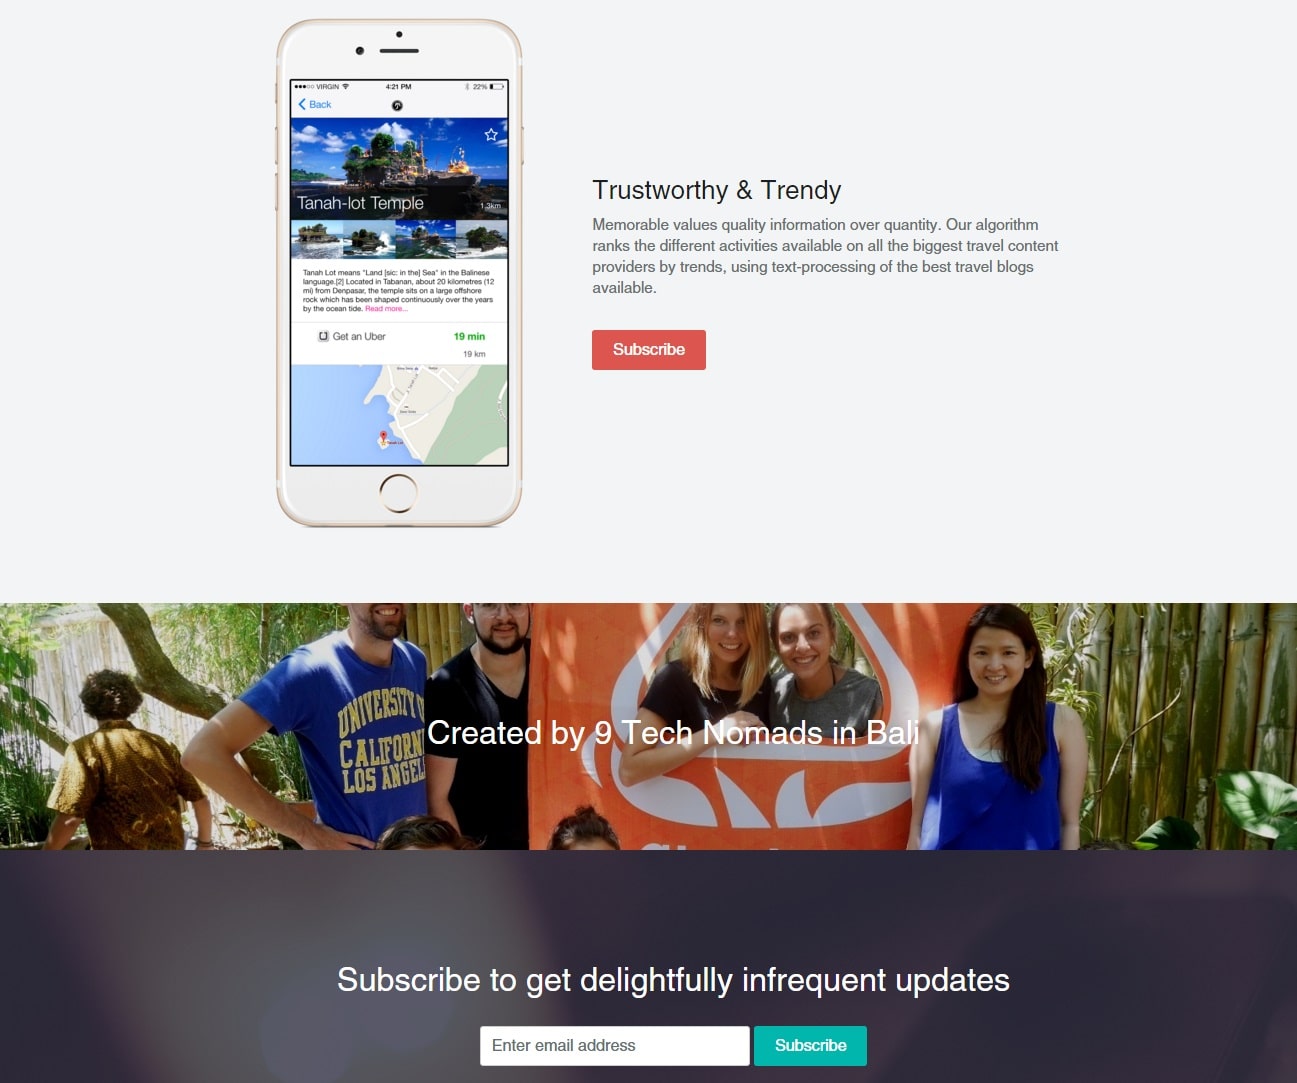 VIRGIN
4:21 PM
22%
Back
Tanah-lot Temple
1.3km
Tanah Lot means "Land [sic: in the] Sea" in the Balinese
language.[2] Located in Tabanan, about 20 kilometres (12
mi) from Denpasar, the temple sits on a large offshore
rock which has been shaped continuously over the years
by the ocean tide. Read more...
Get an Uber
19 min
19 km
Tanah Lot
Trustworthy & Trendy
Memorable values quality information over quantity. Our algorithm
ranks the different activities available on all the biggest travel content
providers by trends, using text-processing of the best travel blogs
available.
Subscribe
UNIVERSITY
CALIFORNI
LOS ANGEL
Created by 9 Tech Nomads in Bali
Subscribe to get delightfully infrequent updates
Enter email address
Subscribe